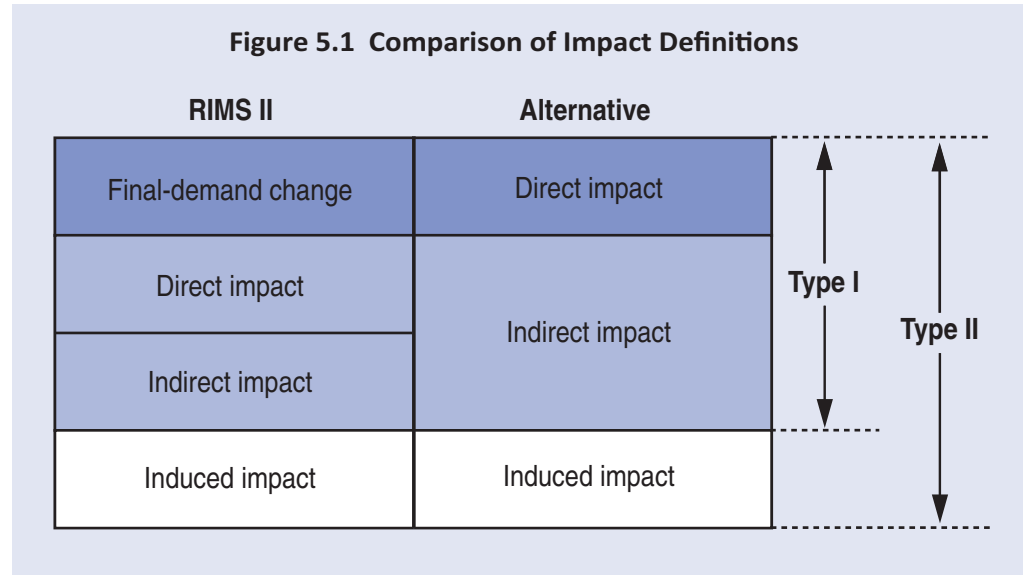 Figure 5.1  Comparison of Impact Definitions
RIMS II
Alternative
Final-demand change
Direct impact
Direct impact
Indirect impact
Indirect impact
Induced impact
Induced impact
Type I
Type II